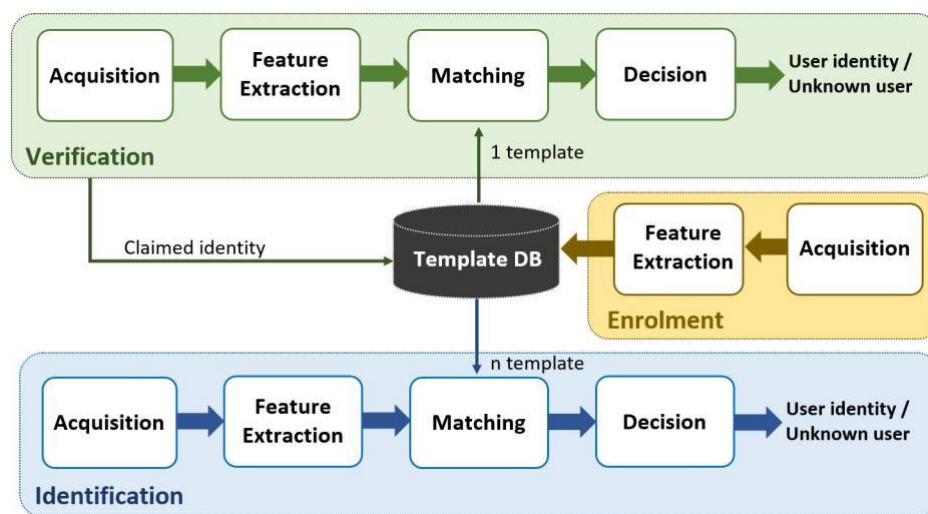 Acquisition
Feature
Extraction
Matching
Decision
User identity /
Unknown user
Verification
1 template
Claimed identity
Template DB
Feature
Extraction
Acquisition
Enrolment
n template
Acquisition
Feature
Extraction
Matching
Decision
User identity /
Unknown user
Identification